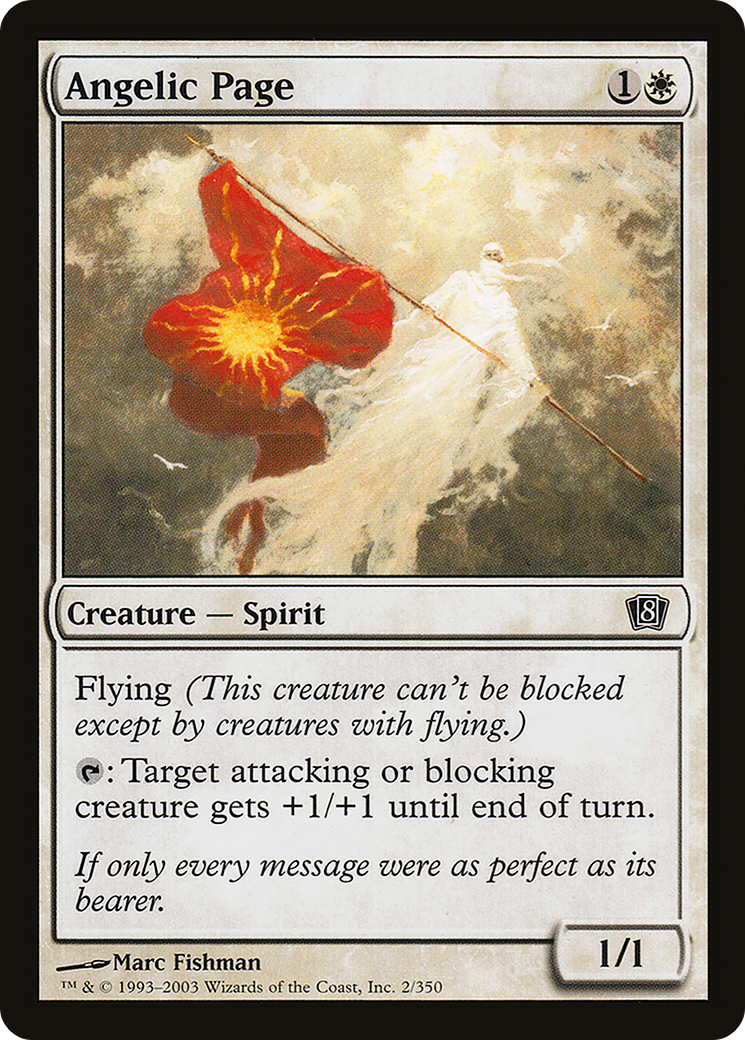 Angelic Page 1
Creature — Spirit 8
Flying (This creature can't be blocked
except by creatures with flying.)
: Target attacking or blocking
creature gets +1/+1 until end of turn.
If only every message were as perfect as its
bearer.
1/1
Marc Fishman
™ & © 1993–2003 Wizards of the Coast, Inc. 2/350